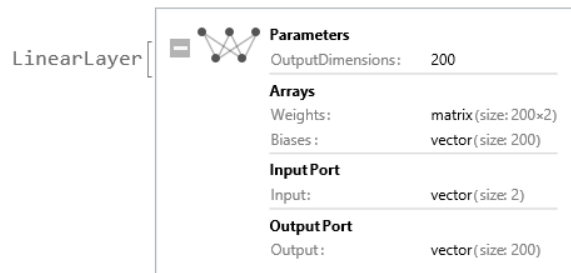 LinearLayer[
Parameters
OutputDimensions: 200
Arrays
Weights: matrix (size: 200×2)
Biases: vector (size: 200)
Input Port
Input: vector (size: 2)
Output Port
Output: vector (size: 200)